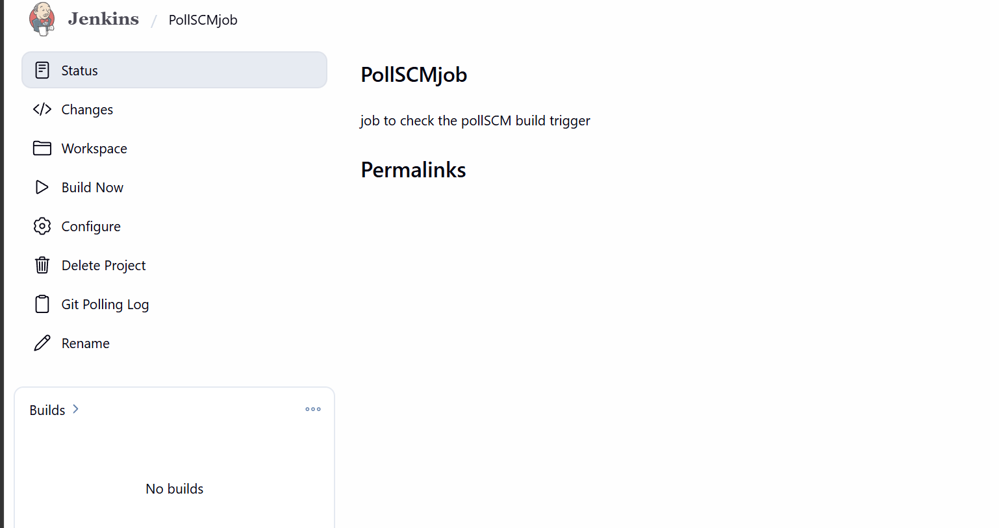 Jenkins / PollSCMjob
Status
Changes
Workspace
Build Now
Configure
Delete Project
Git Polling Log
Rename
Builds
No builds
PollSCMjob
job to check the pollSCM build trigger
Permalinks